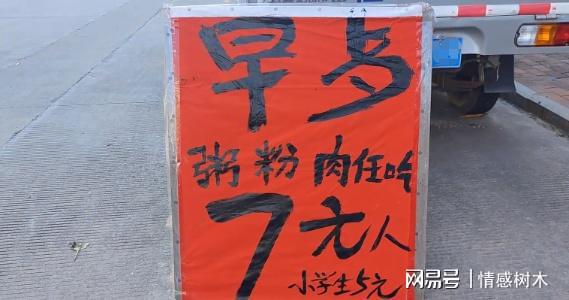 早点
粥粉肉任吃
7元人
小学生5元
网易号 | 情感树木